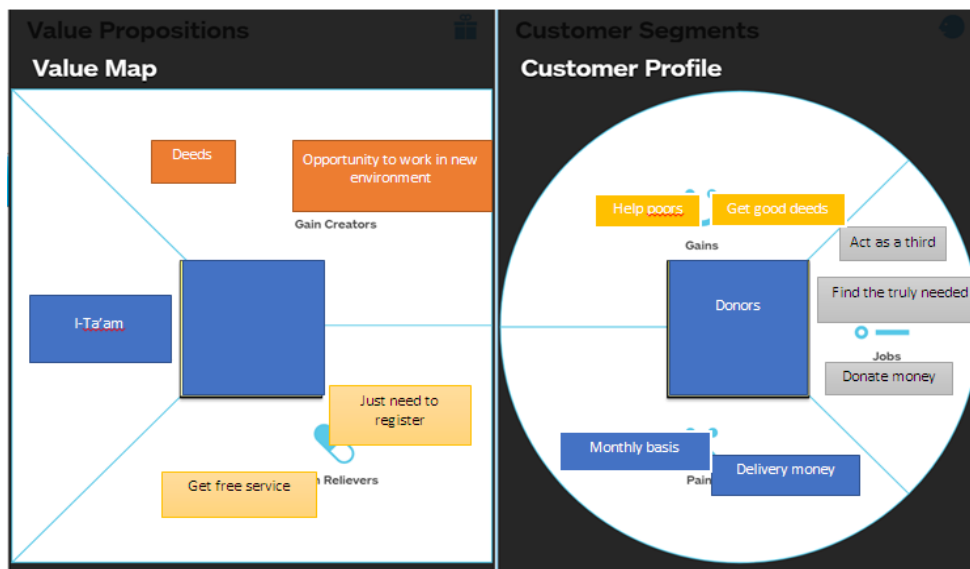 Value Propositions
Value Map
Deeds
Opportunity to work in new
environment
Gain Creators
I-Ta'am
Just need to
register
n Relievers
Get free service
Customer Segments
Customer Profile
Help poors
Get good deeds
Gains
Act as a third
Find the truly needed
Donors
Jobs
Donate money
Monthly basis
Delivery money
Pain